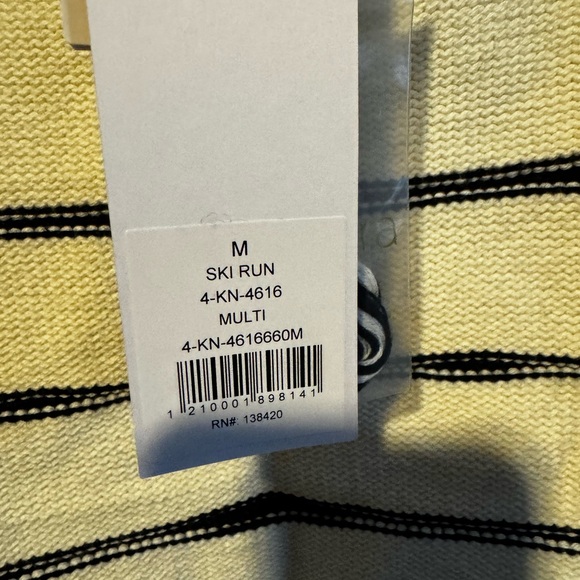 M
SKI RUN
4-KN-4616
MULTI
4-KN-4616660M
1 210001 898141
RN#: 138420